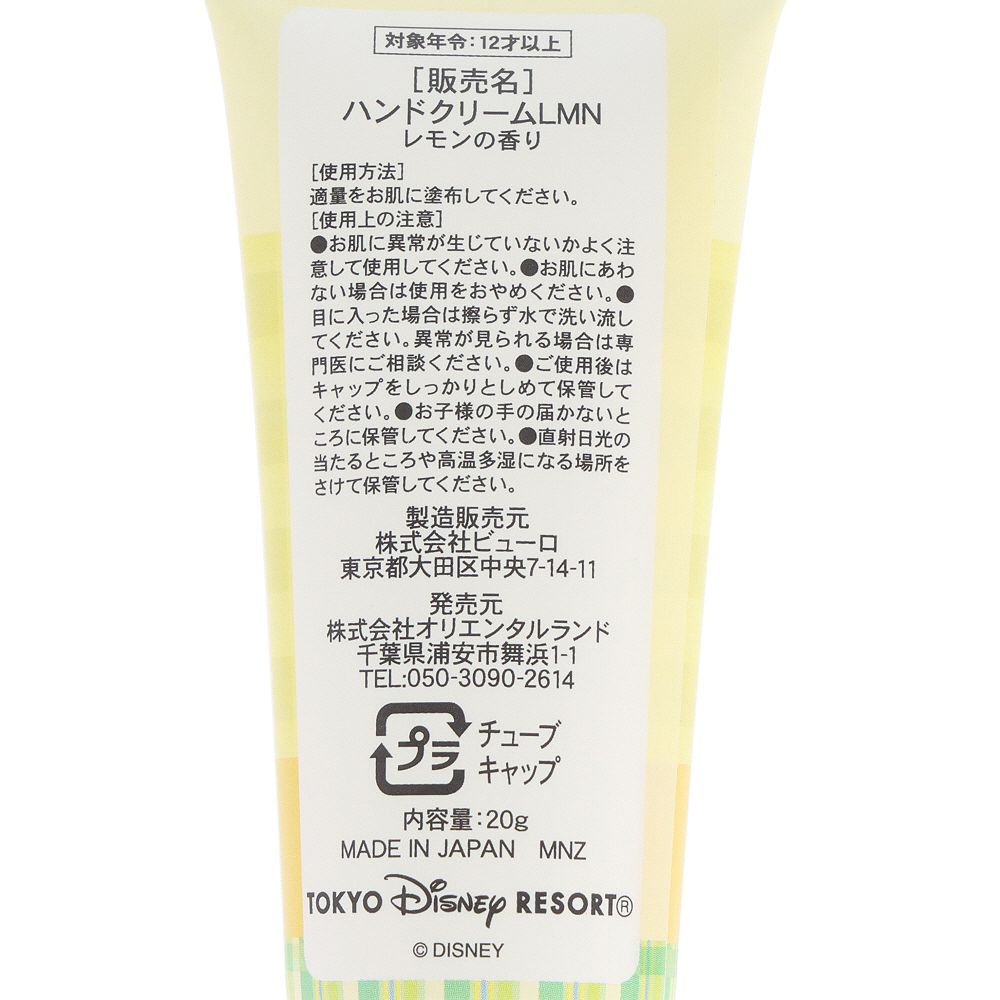 対象年令：12才以上
［販売名］
ハンドクリームLMN
レモンの香り
［使用方法］
適量をお肌に塗布してください。
［使用上の注意］
●お肌に異常が生じていないかよく注
意して使用してください。●お肌にあわ
ない場合は使用をおやめください。●
目に入った場合は擦らず水で洗い流し
てください。異常が見られる場合は専
門医にご相談ください。●ご使用後は
キャップをしっかりとしめて保管して
ください。●お子様の手の届かないと
ころに保管してください。●直射日光の
当たるところや高温多湿になる場所を
さけて保管してください。
製造販売元
株式会社ビューロ
東京都大田区中央7-14-11
発売元
株式会社オリエンタルランド
千葉県浦安市舞浜1-1
TEL:050-3090-2614
プラ チューブ
キャップ
内容量：20g
MADE IN JAPAN MNZ
TOKYO Disney RESORT®
© DISNEY